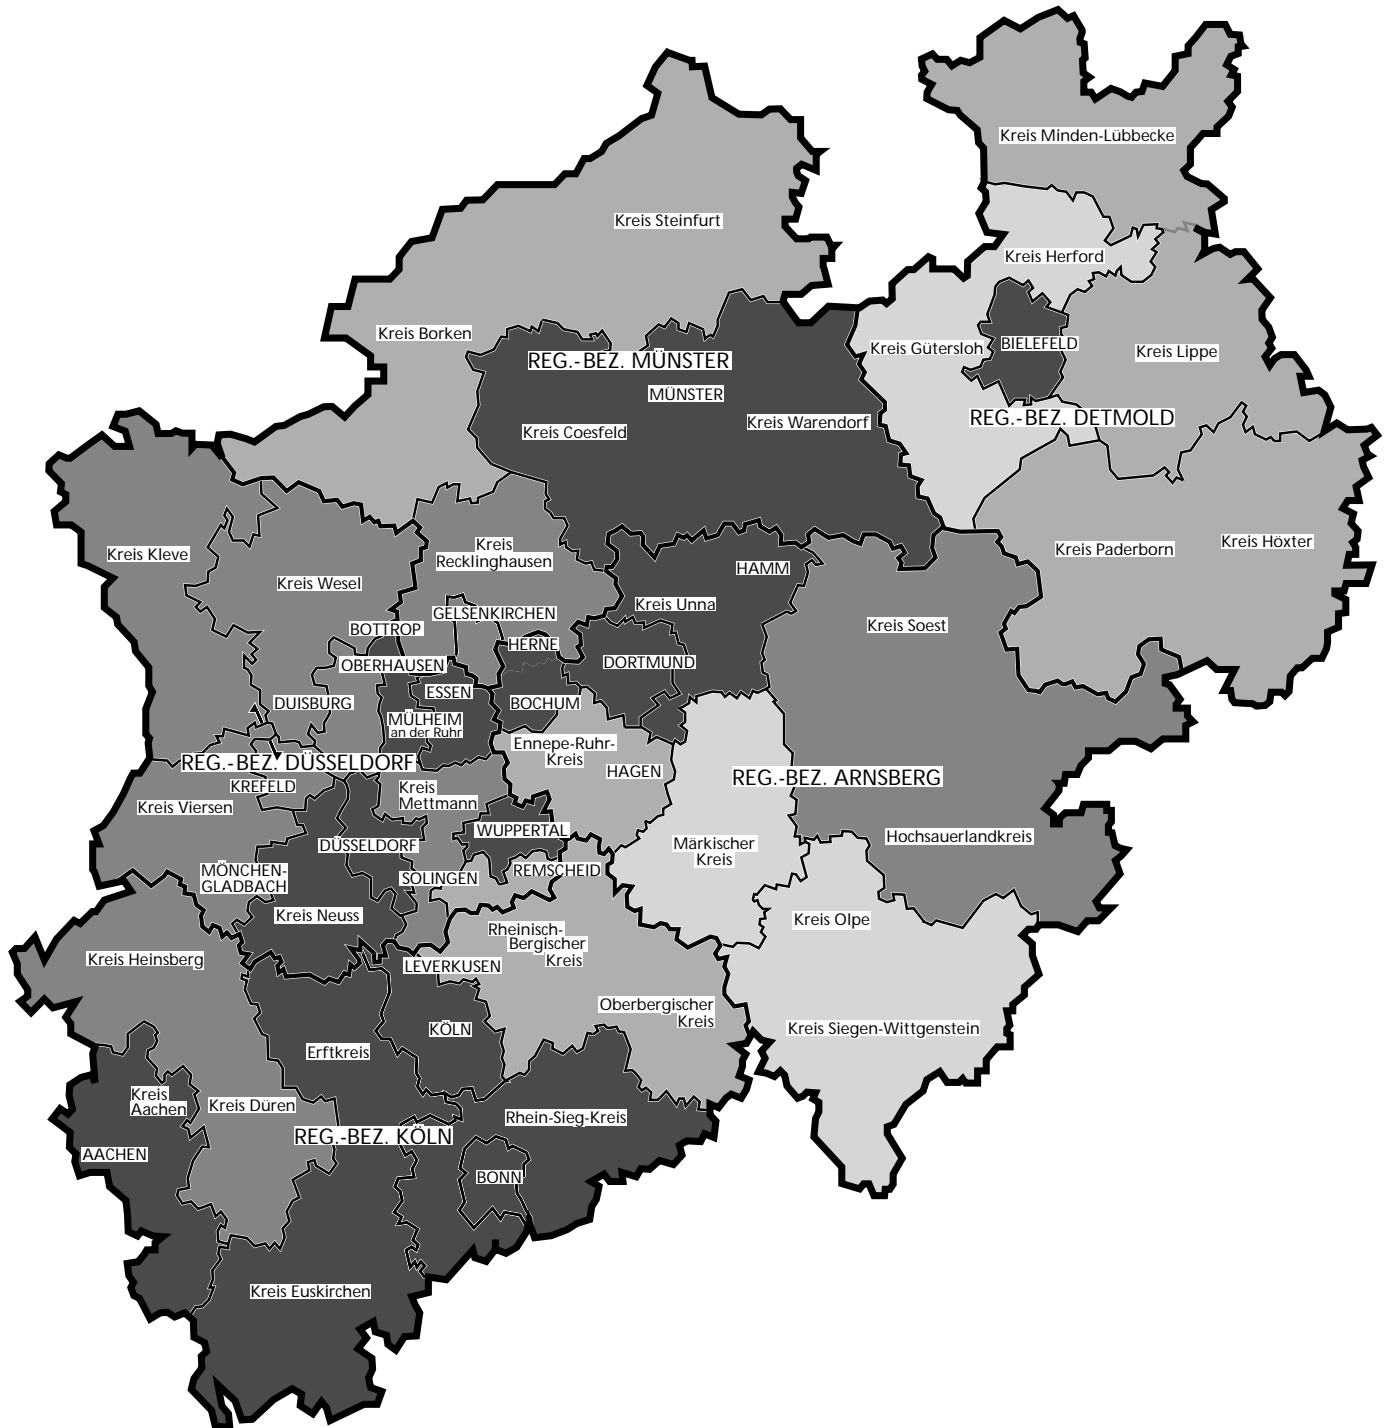 Kreis Minden-Lübbecke
Kreis Steinfurt
Kreis Herford
Kreis Borken
BIELEFELD
Kreis Gütersloh
Kreis Lippe
REG.-BEZ. MÜNSTER
MÜNSTER
REG.-BEZ. DETMOLD
Kreis Warendorf
Kreis Coesfeld
Kreis Höxter
Kreis Paderborn
Kreis Kleve
Kreis
Recklinghausen
HAMM
Kreis Wesel
Kreis Unna
GELSENKIRCHEN
Kreis Soest
BOTTROP
HERNE
OBERHAUSEN
DORTMUND
ESSEN
DUISBURG
BOCHUM
MÜLHEIM
an der Ruhr
Ennepe-Ruhr-
Kreis
REG.-BEZ. DÜSSELDORF
HAGEN
REG.-BEZ. ARNSBERG
KREFELD
Kreis
Mettmann
Kreis Viersen
WUPPERTAL
Hochsauerlandkreis
DÜSSELDORF
Märkischer
Kreis
MÖNCHEN-
GLADBACH
SOLINGEN
REMSCHEID
Kreis Neuss
Kreis Olpe
Rheinisch-
Bergischer
Kreis
Kreis Heinsberg
LEVERKUSEN
Oberbergischer
Kreis
KÖLN
Kreis Siegen-Wittgenstein
Erftkreis
Kreis
Aachen
Kreis Düren
Rhein-Sieg-Kreis
REG.-BEZ. KÖLN
AACHEN
BONN
Kreis Euskirchen